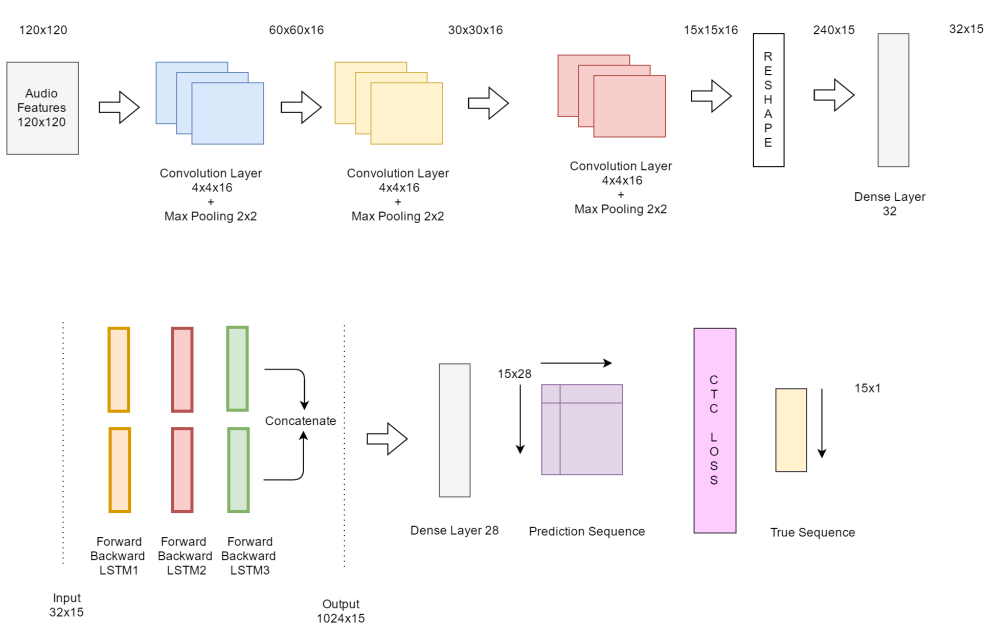 120x120
60x60x16
30x30x16
15x15x16
240x15
32x15
Audio
Features
120x120
R
E
S
H
A
P
E
Convolution Layer
4x4x16
+
Max Pooling 2x2
Convolution Layer
4x4x16
+
Max Pooling 2x2
Convolution Layer
4x4x16
+
Max Pooling 2x2
Dense Layer
32
Concatenate
15x28
C
T
C
L
O
S
S
15x1
Forward
Backward
LSTM1
Forward
Backward
LSTM2
Forward
Backward
LSTM3
Dense Layer 28
Prediction Sequence
True Sequence
Input
32x15
Output
1024x15